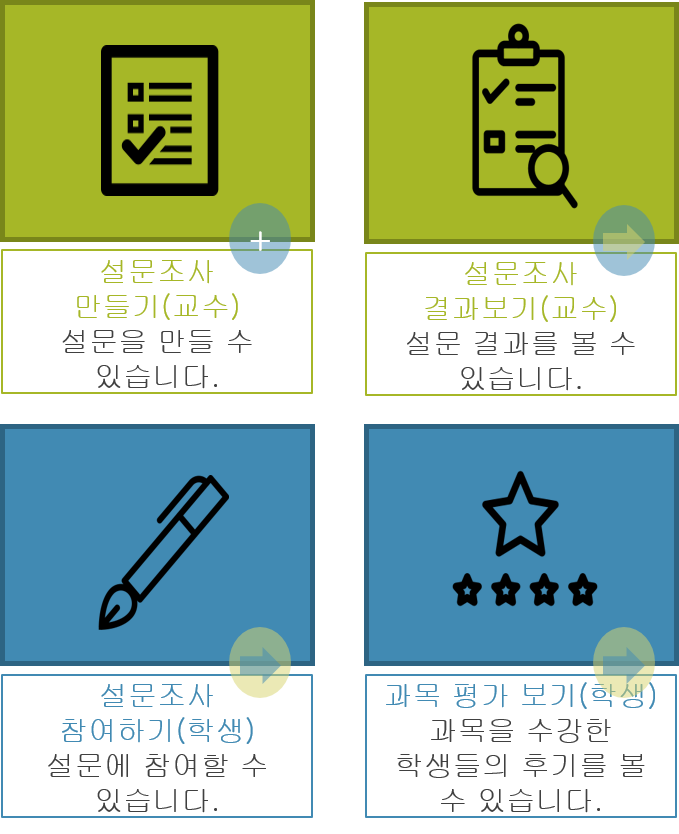 설문조사
만들기(교수)
설문을 만들 수
있습니다.
설문조사
결과보기(교수)
설문 결과를 볼 수
있습니다.
설문조사
참여하기(학생)
설문에 참여할 수
있습니다.
과목 평가 보기(학생)
과목을 수강한
학생들의 후기를 볼
수 있습니다.